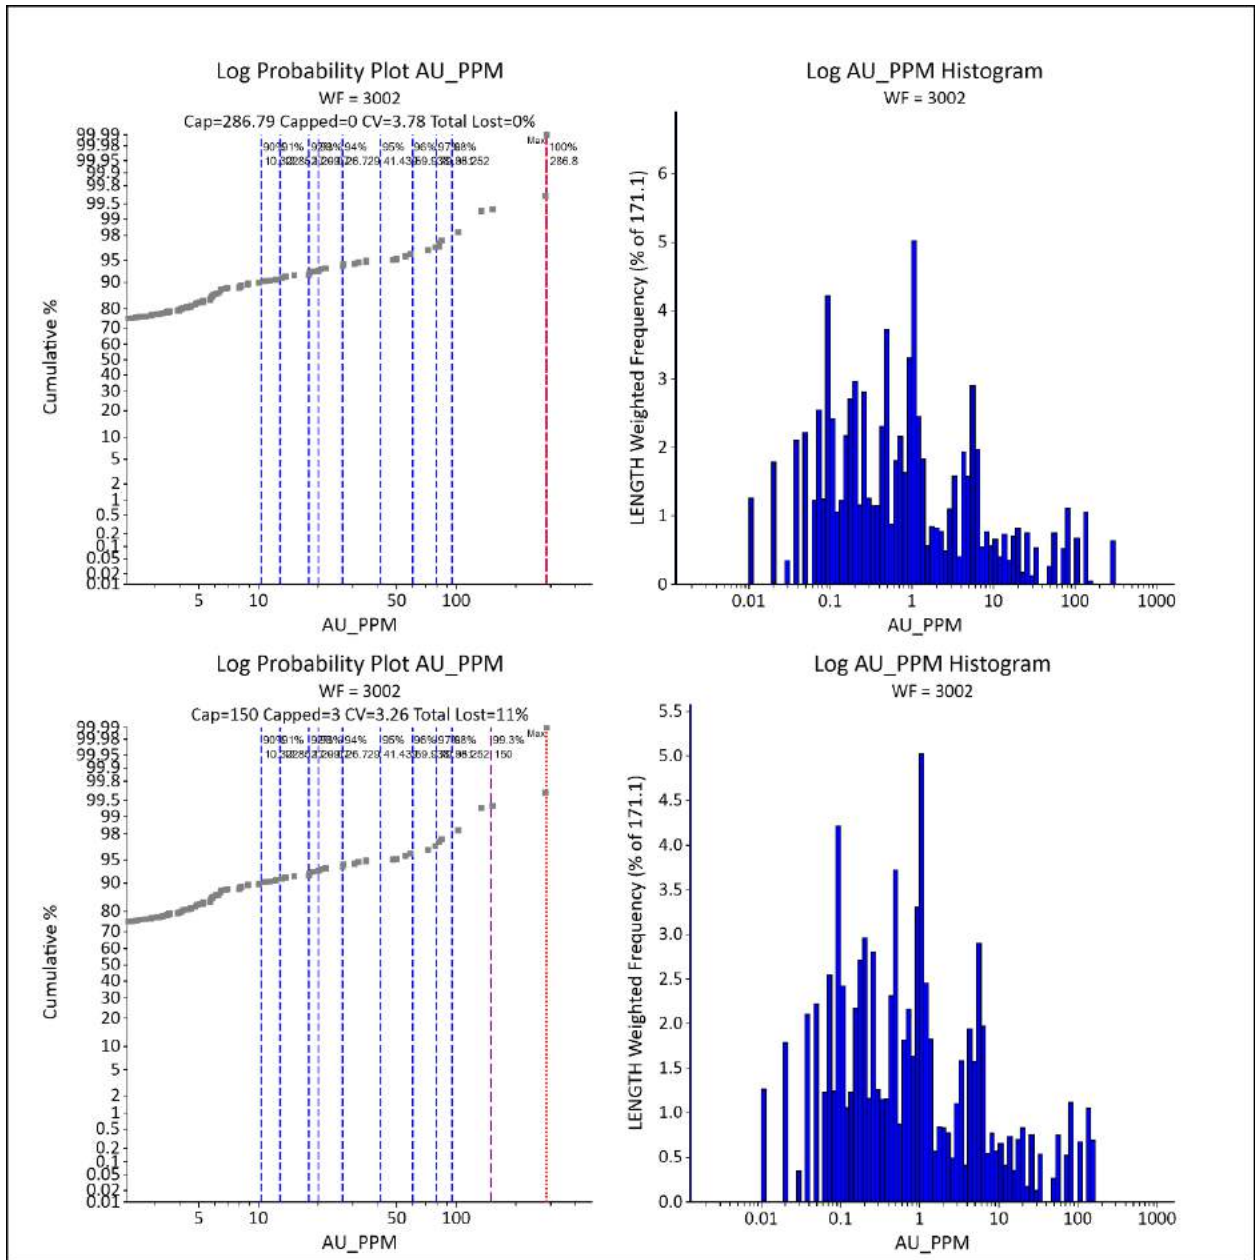 Log Probability Plot AU_PPM
WF = 3002
Cap=286.79 Capped=0 CV=3.78 Total Lost=0%
99.99
99.98
99.95
99.9
99.8
99.5
99
98
95
90
80
70
60
50
40
30
20
10
5
2
1
0.5
0.2
0.1
0.05
0.02
0.01
Cumulative %
90% 91% 94% 95% 96% 97% 98% Max 100%
26.729 41.43 286.8
5 10 50 100
AU_PPM
Log AU_PPM Histogram
WF = 3002
LENGTH Weighted Frequency (% of 171.1)
6
5
4
3
2
1
0
0.01 0.1 1 10 100 1000
AU_PPM
Log Probability Plot AU_PPM
WF = 3002
Cap=150 Capped=3 CV=3.26 Total Lost=11%
99.99
99.98
99.95
99.9
99.8
99.5
99
98
95
90
80
70
60
50
40
30
20
10
5
2
1
0.5
0.2
0.1
0.05
0.02
0.01
Cumulative %
90% 91% 94% 95% 96% 97% 98% 99.3% Max
26.729 41.43 150
5 10 50 100
AU_PPM
Log AU_PPM Histogram
WF = 3002
LENGTH Weighted Frequency (% of 171.1)
5.5
5.0
4.5
4.0
3.5
3.0
2.5
2.0
1.5
1.0
0.5
0.0
0.01 0.1 1 10 100 1000
AU_PPM